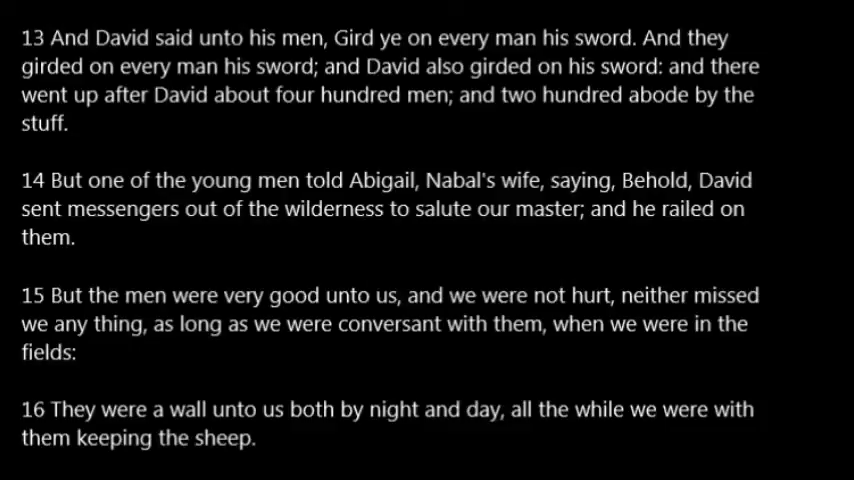 13 And David said unto his men, Gird ye on every man his sword. And they
girded on every man his sword; and David also girded on his sword: and there
went up after David about four hundred men; and two hundred abode by the
stuff.
14 But one of the young men told Abigail, Nabal's wife, saying, Behold, David
sent messengers out of the wilderness to salute our master; and he railed on
them.
15 But the men were very good unto us, and we were not hurt, neither missed
we any thing, as long as we were conversant with them, when we were in the
fields:
16 They were a wall unto us both by night and day, all the while we were with
them keeping the sheep.